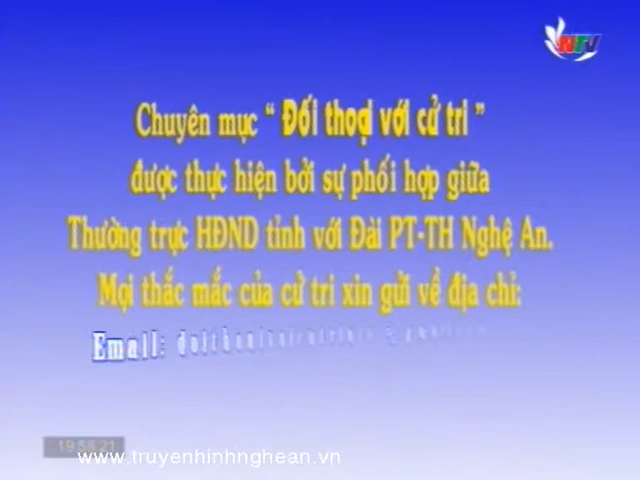 NTV
Chuyên mục “ Đối thoại với cử tri ”
được thực hiện bởi sự phối hợp giữa
Thường trực HĐND tỉnh với Đài PT-TH Nghệ An.
Mọi thắc mắc của cử tri xin gửi về địa chỉ:
Email:
19:56:21
www.truyenhinhnghean.vn